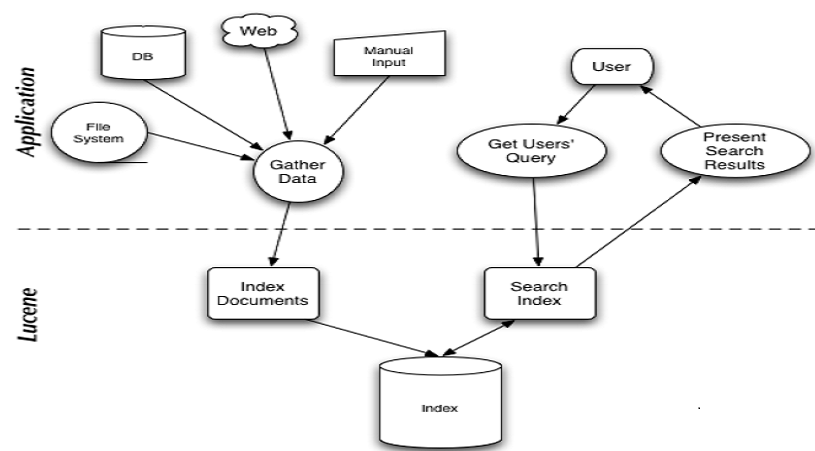 Application
DB
Web
Manual
Input
File
System
Gather
Data
User
Get Users'
Query
Present
Search
Results
Lucene
Index
Documents
Search
Index
Index